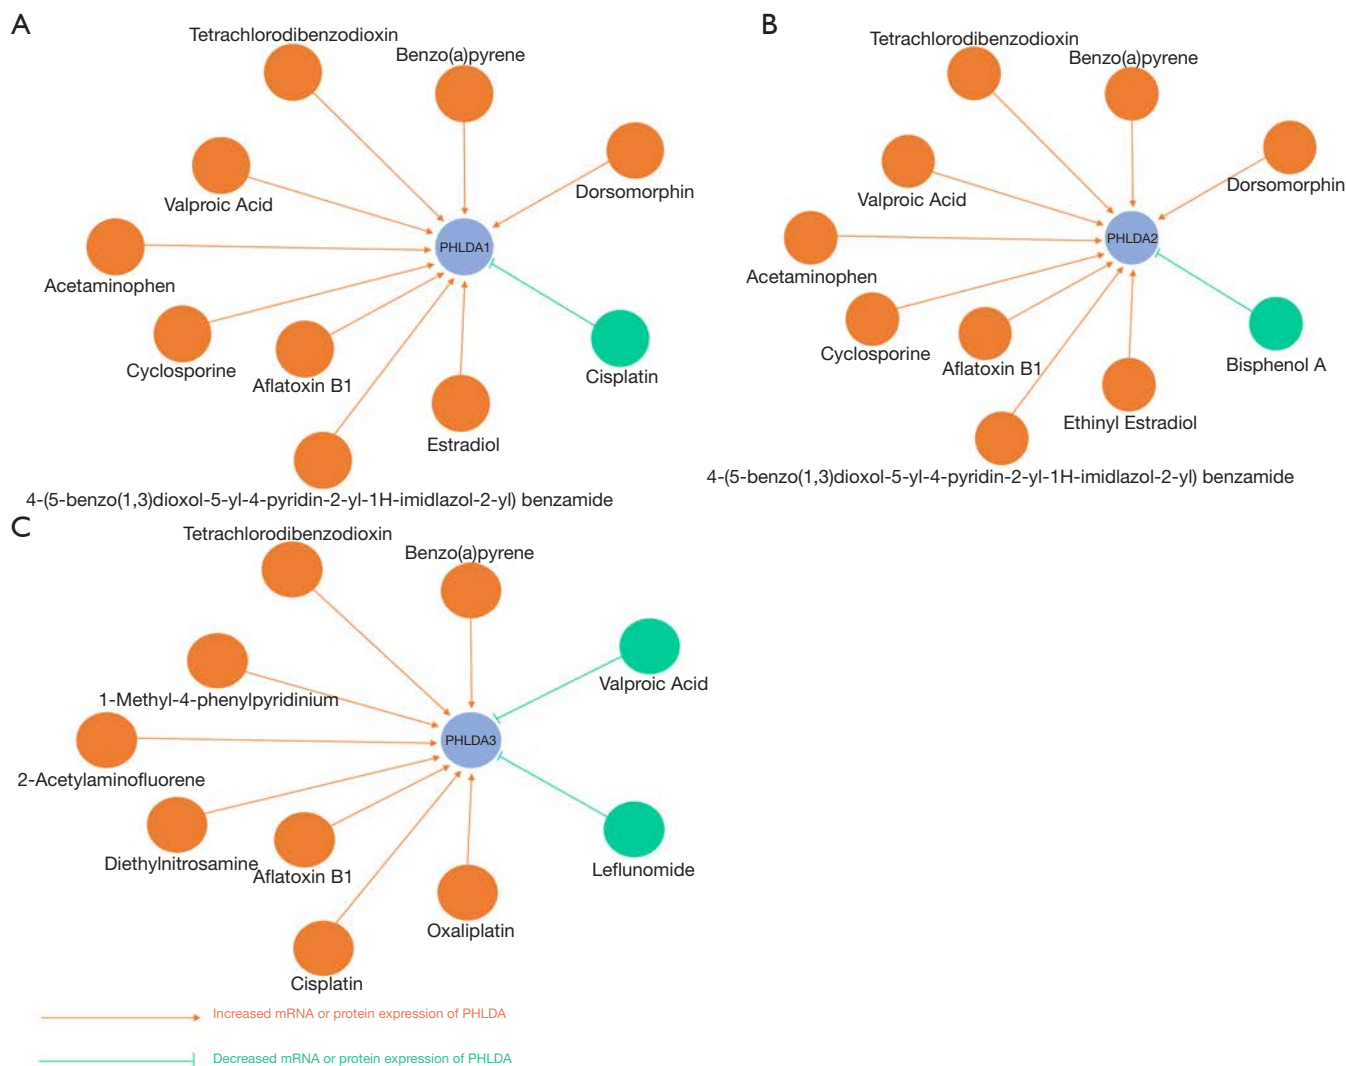 A
Tetrachlorodibenzodioxin
Benzo(a)pyrene
Dorsomorphin
Valproic Acid
PHLDA1
Acetaminophen
Cyclosporine
Aflatoxin B1
Cisplatin
Estradiol
4-(5-benzo(1,3)dioxol-5-yl-4-pyridin-2-yl-1H-imidlazol-2-yl) benzamide
B
Tetrachlorodibenzodioxin
Benzo(a)pyrene
Dorsomorphin
Valproic Acid
PHLDA2
Acetaminophen
Cyclosporine
Aflatoxin B1
Bisphenol A
Ethinyl Estradiol
4-(5-benzo(1,3)dioxol-5-yl-4-pyridin-2-yl-1H-imidlazol-2-yl) benzamide
C
Tetrachlorodibenzodioxin
Benzo(a)pyrene
Valproic Acid
1-Methyl-4-phenylpyridinium
PHLDA3
2-Acetylaminofluorene
Diethylnitrosamine
Aflatoxin B1
Leflunomide
Oxaliplatin
Cisplatin
Increased mRNA or protein expression of PHLDA
Decreased mRNA or protein expression of PHLDA